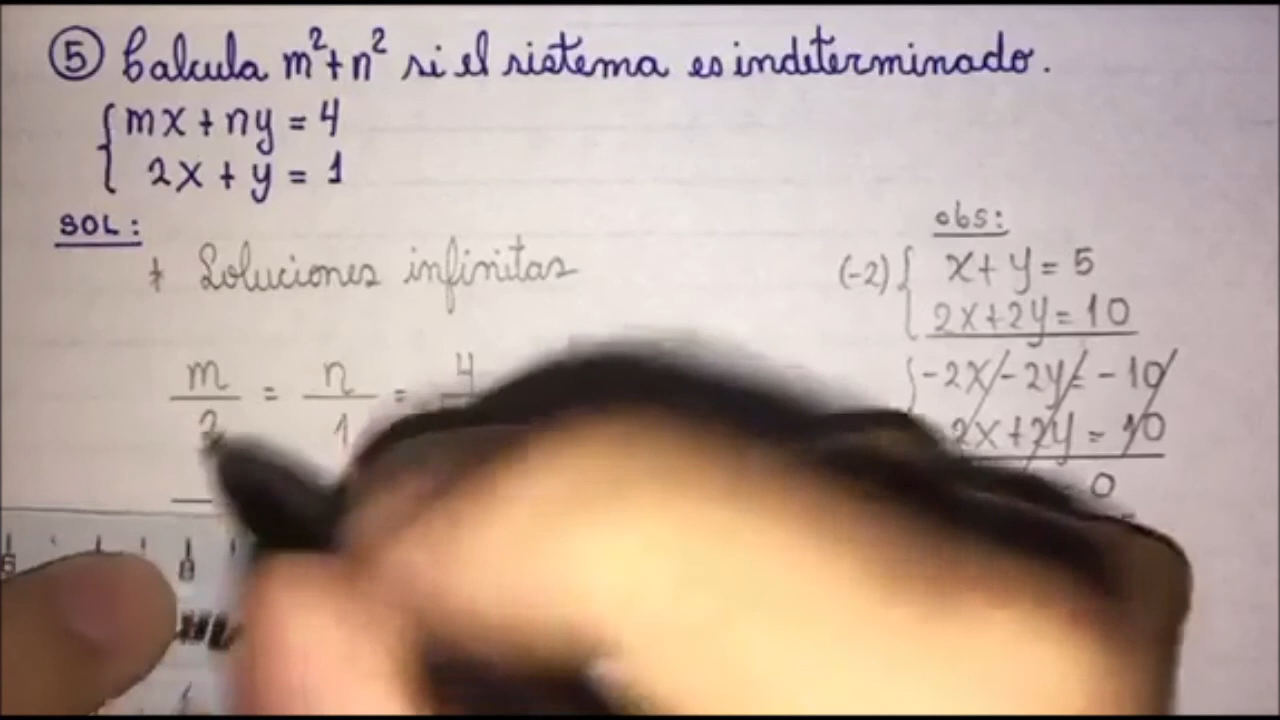 5 Calcula m²+n² si el sistema es indeterminado.
mx + ny = 4
2x + y = 1
SOL:
* Soluciones infinitas
m/2 = n/1 = 4
obs:
(-2) x + y = 5
2x+2y = 10
-2x-2y = -10
2x+2y = 10
0